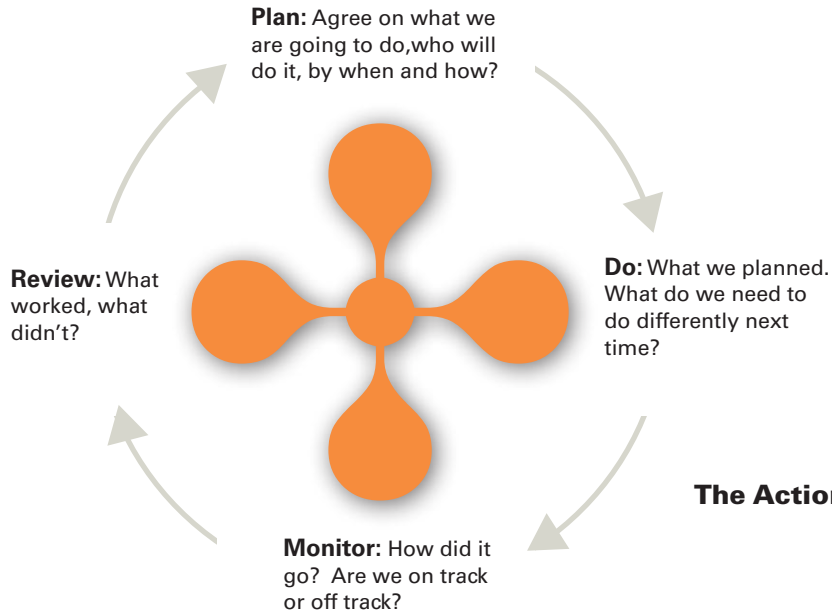 Plan: Agree on what we
are going to do,who will
do it, by when and how?
Do: What we planned.
What do we need to
do differently next
time?
Monitor: How did it
go?  Are we on track
or off track?
Review: What
worked, what
didn't?
The Action